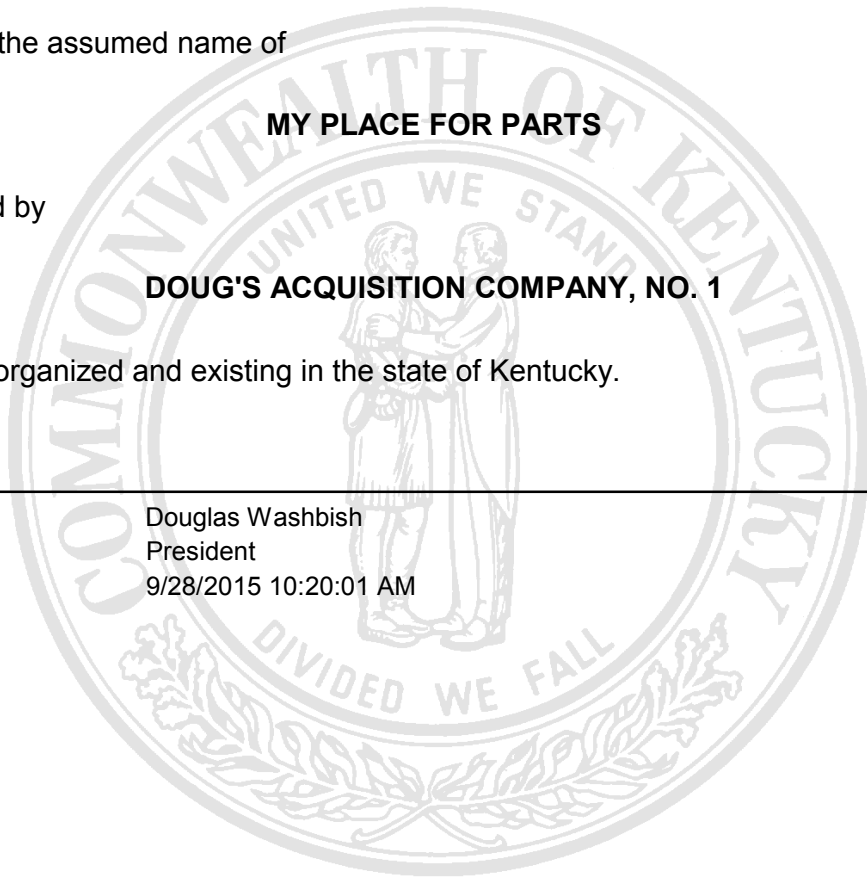 the assumed name of
MY PLACE FOR PARTS
d by
DOUG'S ACQUISITION COMPANY, NO. 1
organized and existing in the state of Kentucky.
Douglas Washbish
President
9/28/2015 10:20:01 AM
COMMONWEALTH OF KENTUCKY
UNITED WE STAND
DIVIDED WE FALL